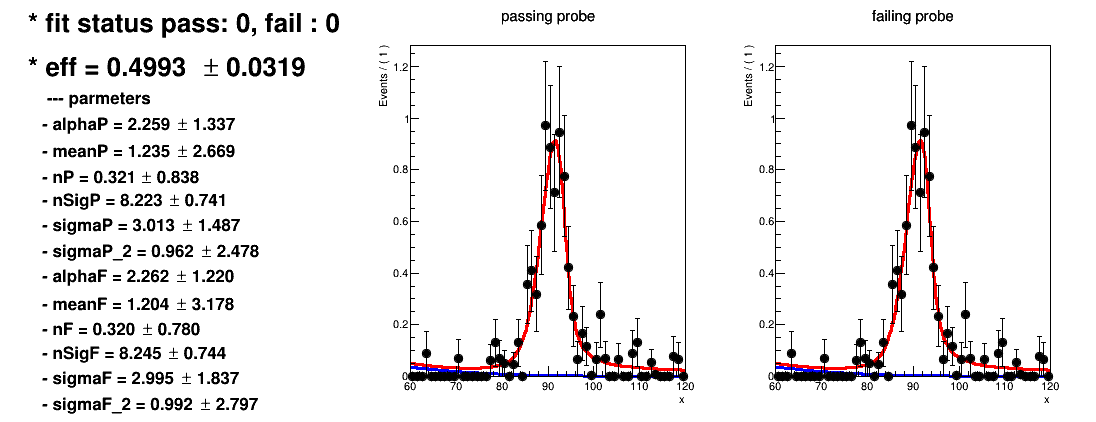 * fit status pass: 0, fail : 0
* eff = 0.4993 ± 0.0319
--- parmeters
- alphaP = 2.259 ± 1.337
- meanP = 1.235 ± 2.669
- nP = 0.321 ± 0.838
- nSigP = 8.223 ± 0.741
- sigmaP = 3.013 ± 1.487
- sigmaP_2 = 0.962 ± 2.478
- alphaF = 2.262 ± 1.220
- meanF = 1.204 ± 3.178
- nF = 0.320 ± 0.780
- nSigF = 8.245 ± 0.744
- sigmaF = 2.995 ± 1.837
- sigmaF_2 = 0.992 ± 2.797
passing probe
Events / ( 1 )
1.2
1
0.8
0.6
0.4
0.2
0
60 70 80 90 100 110 120
x
failing probe
Events / ( 1 )
1.2
1
0.8
0.6
0.4
0.2
0
60 70 80 90 100 110 120
x